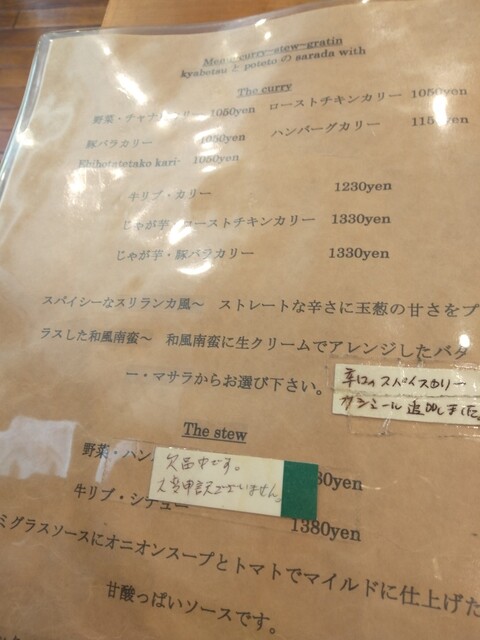 curry-stew-gratin
kyabetsu と poteto の sarada with
The curry
野菜・チャナ 1050yen ローストチキンカリー 1050yen
豚バラカリー 1050yen ハンバーグカリー
Ebihotatetako kari- 1050yen
牛リブ・カリー 1230yen
じゃが芋・ローストチキンカリー 1330yen
じゃが芋・豚バラカリー 1330yen
スパイシーなスリランカ風〜 ストレートな辛さに玉葱の甘さをプ
ラスした和風南蛮〜 和風南蛮に生クリームでアレンジしたバタ
ー・マサラからお選び下さい。
辛口のスパイスカリー
カシミール追加しました。
The stew
野菜・ハン
欠品中です。
大変申訳ございません
牛リブ・シチュー
1380yen
ミグラスソースにオニオンスープとトマトでマイルドに仕上げた
甘酸っぱいソースです。